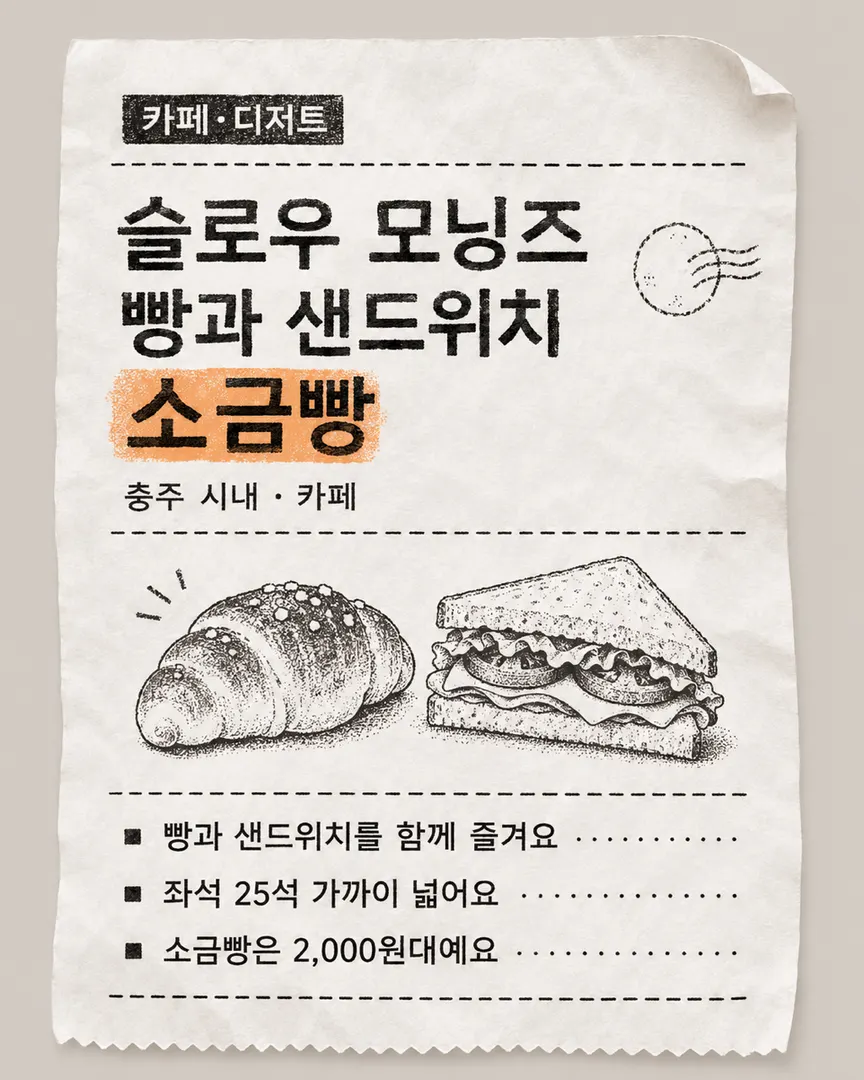 카페·디저트
슬로우 모닝즈
빵과 샌드위치
소금빵
충주 시내 · 카페
빵과 샌드위치를 함께 즐겨요
좌석 25석 가까이 넓어요
소금빵은 2,000원대예요